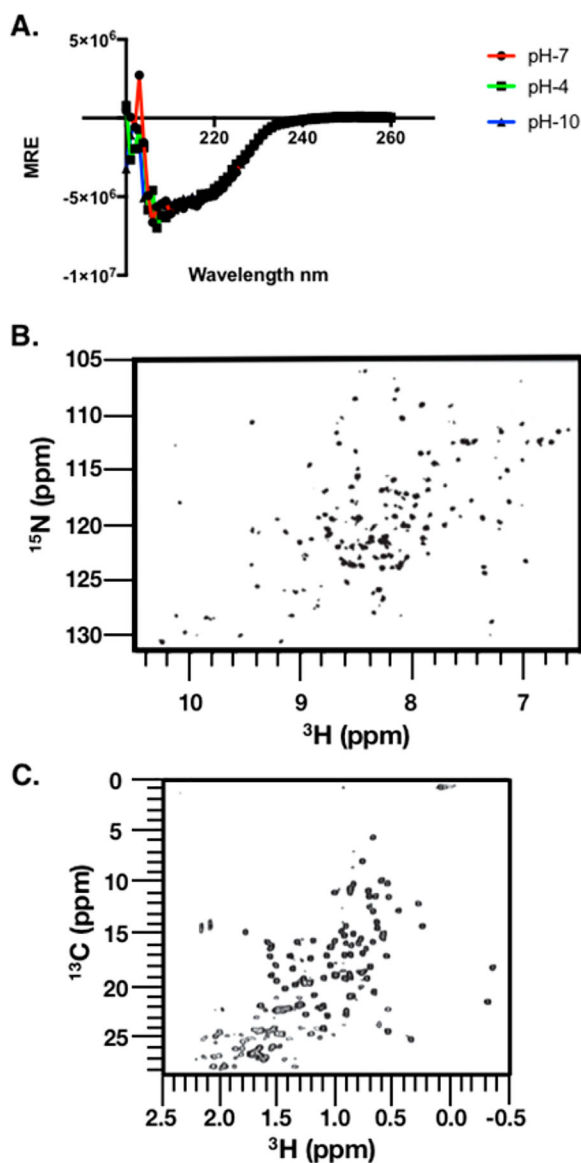 A.
5×10⁶
pH-7
pH-4
pH-10
220 240 260
MRE
-5×10⁶
-1×10⁷
Wavelength nm
B.
105
110
115
120
125
130
¹⁵N (ppm)
10 9 8 7
³H (ppm)
C.
0
5
10
15
20
25
¹³C (ppm)
2.5 2.0 1.5 1.0 0.5 0.0 -0.5
³H (ppm)